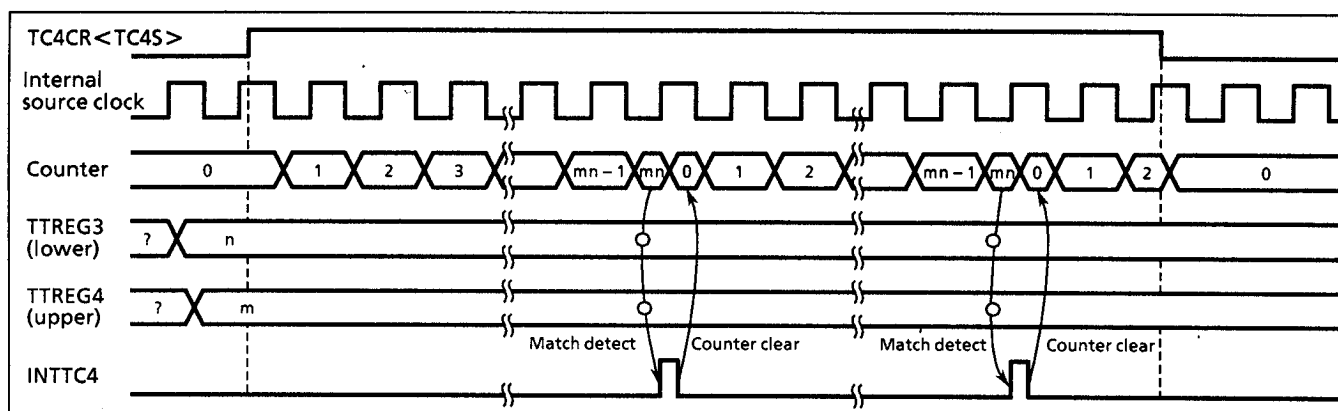 TC4CR<TC4S>
Internal
source clock
Counter 0 1 2 3 mn – 1 mn 0 1 2 mn – 1 mn 0 1 2 0
TTREG3
(lower) ? n
TTREG4
(upper) ? m
Match detect Counter clear Match detect Counter clear
INTTC4